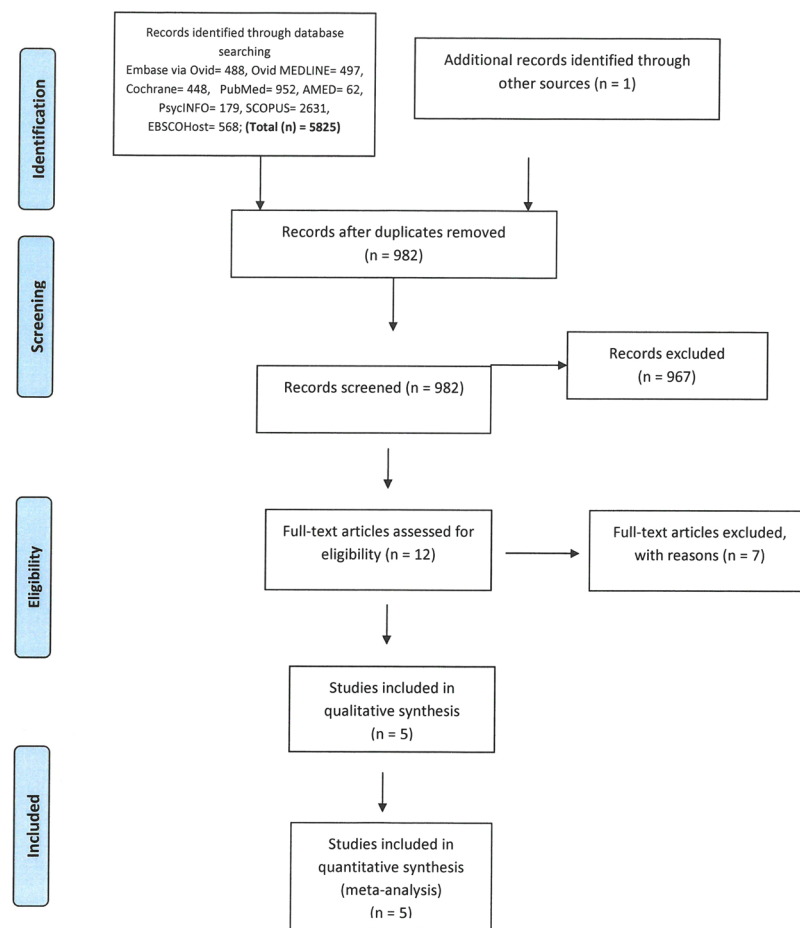 Identification
Records identified through database
searching
Embase via Ovid= 488, Ovid MEDLINE= 497,
Cochrane= 448, PubMed= 952, AMED= 62,
PsycINFO= 179, SCOPUS= 2631,
EBSCOHost= 568; (Total (n) = 5825)
Additional records identified through
other sources (n = 1)
Records after duplicates removed
(n = 982)
Screening
Records screened (n = 982)
Records excluded
(n = 967)
Eligibility
Full-text articles assessed for
eligibility (n = 12)
Full-text articles excluded,
with reasons (n = 7)
Studies included in
qualitative synthesis
(n = 5)
Included
Studies included in
quantitative synthesis
(meta-analysis)
(n = 5)